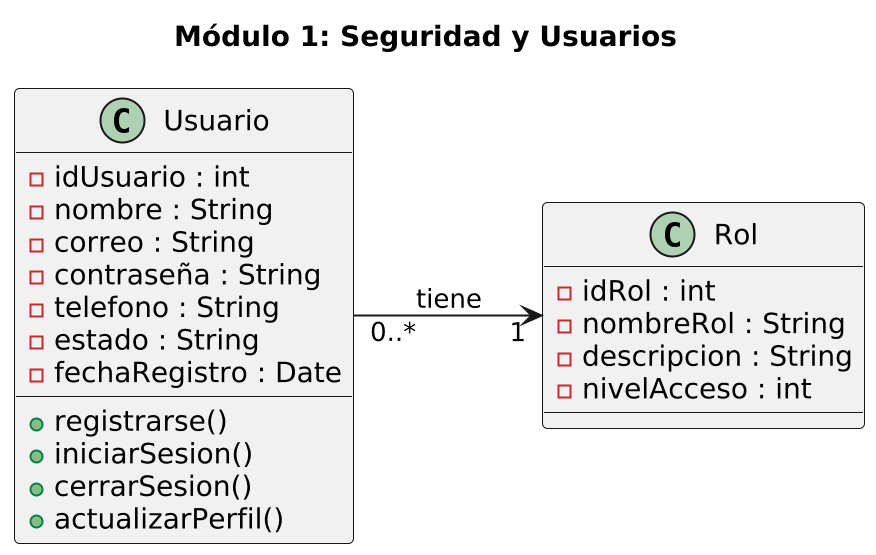 Módulo 1: Seguridad y Usuarios
C Usuario
idUsuario : int
nombre : String
correo : String
contraseña : String
telefono : String
estado : String
fechaRegistro : Date
registrarse()
iniciarSesion()
cerrarSesion()
actualizarPerfil()
tiene
0..* 1
C Rol
idRol : int
nombreRol : String
descripcion : String
nivelAcceso : int